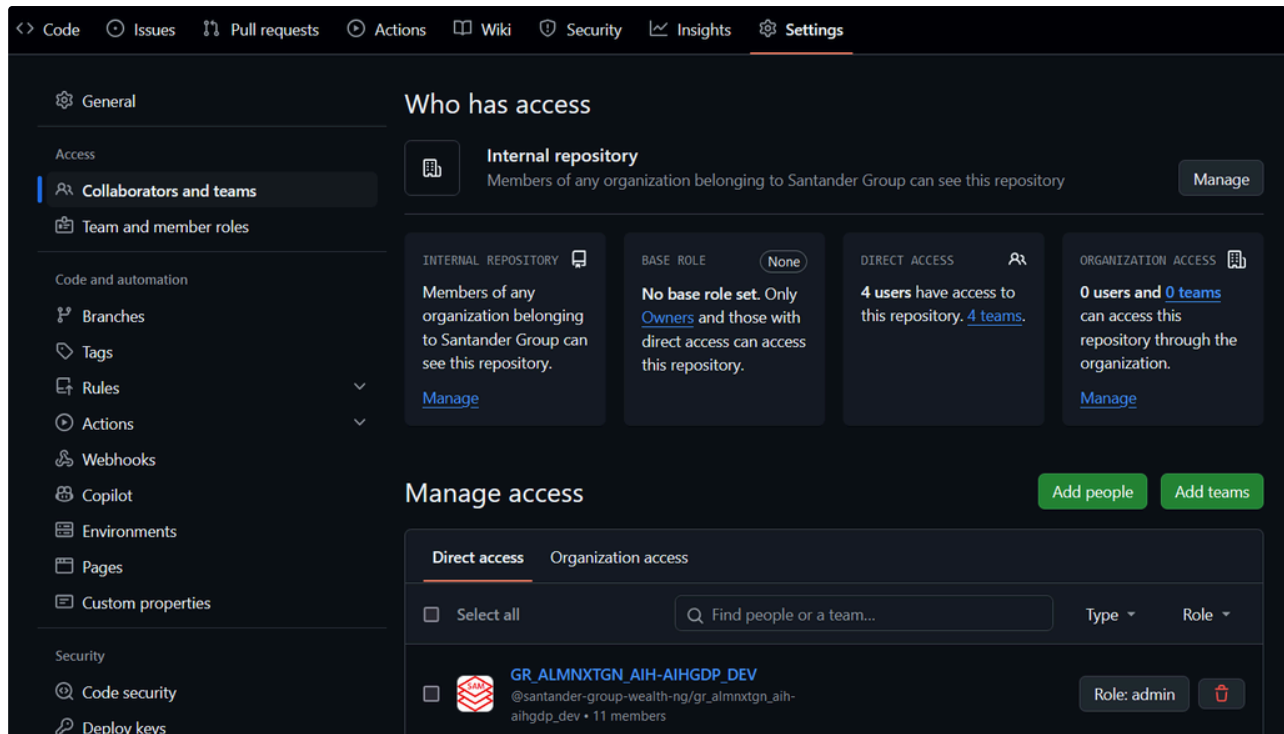 Code Issues Pull requests Actions Wiki Security Insights Settings
General
Access
Collaborators and teams
Team and member roles
Code and automation
Branches
Tags
Rules
Actions
Webhooks
Copilot
Environments
Pages
Custom properties
Security
Code security
Deploy keys
Who has access
Internal repository
Members of any organization belonging to Santander Group can see this repository
Manage
INTERNAL REPOSITORY
Members of any
organization belonging
to Santander Group can
see this repository.
Manage
BASE ROLE None
No base role set. Only
Owners and those with
direct access can access
this repository.
DIRECT ACCESS
4 users have access to
this repository. 4 teams.
ORGANIZATION ACCESS
0 users and 0 teams
can access this
repository through the
organization.
Manage
Manage access
Add people Add teams
Direct access Organization access
Select all Find people or a team... Type Role
SAM
GR_ALMNXTGN_AIH-AIHGDP_DEV
@santander-group-wealth-ng/gr_almnxtgn_aih-
aihgdp_dev • 11 members
Role: admin